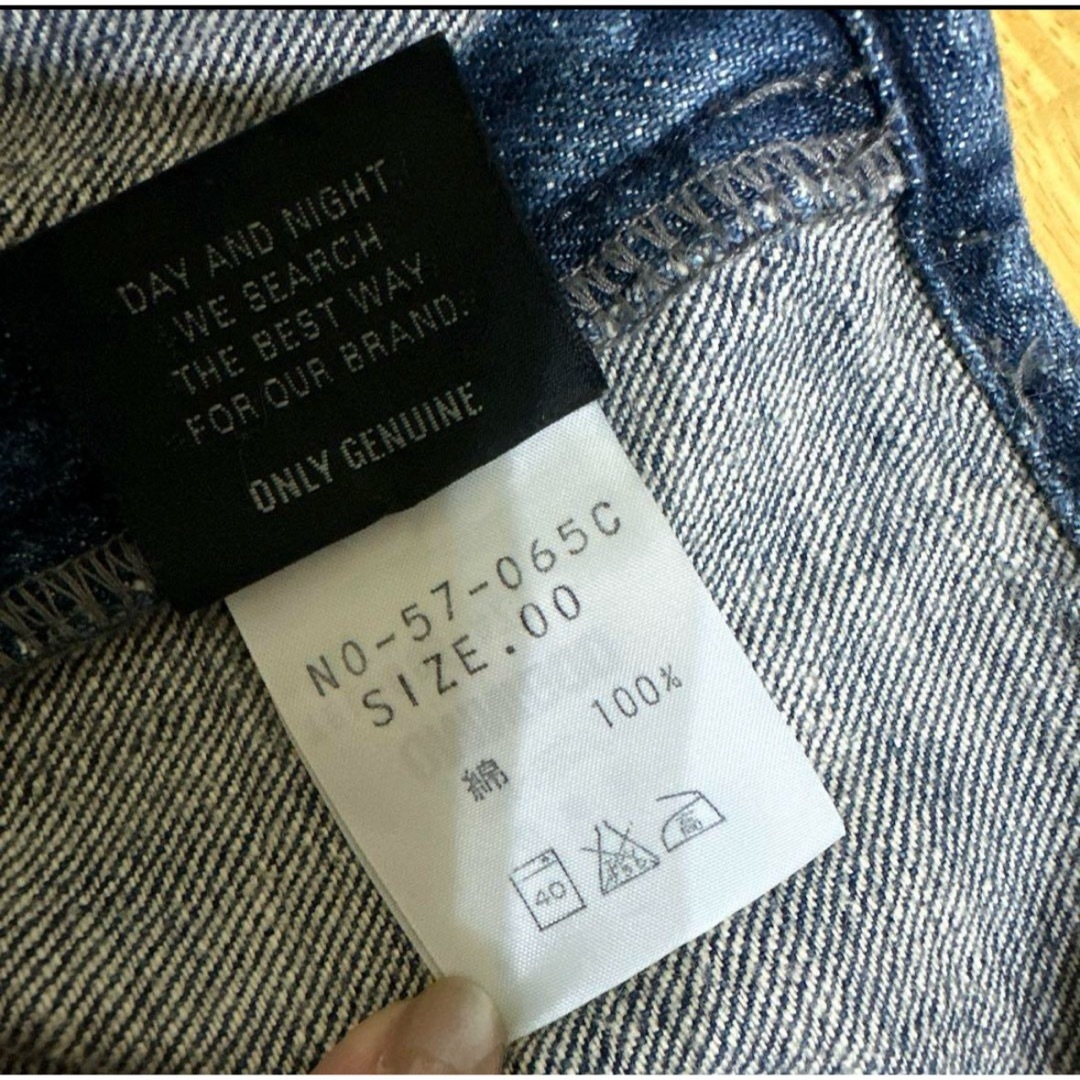 DAY AND NIGHT
WE SEARCH
THE BEST WAY
FOR/OUR BRAND.
ONLY GENUINE
NO-57-065C
SIZE.00
綿 100%
40
高